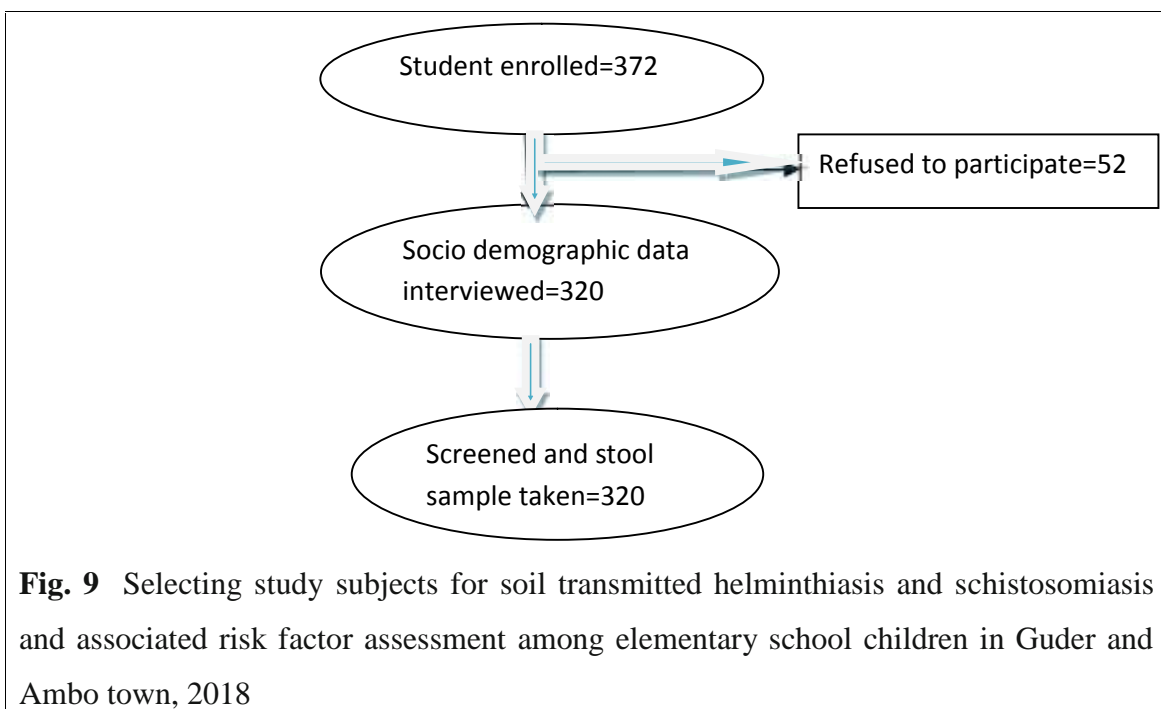 Student enrolled=372
Refused to participate=52
Socio demographic data
interviewed=320
Screened and stool
sample taken=320
Fig. 9 Selecting study subjects for soil transmitted helminthiasis and schistosomiasis
and associated risk factor assessment among elementary school children in Guder and
Ambo town, 2018